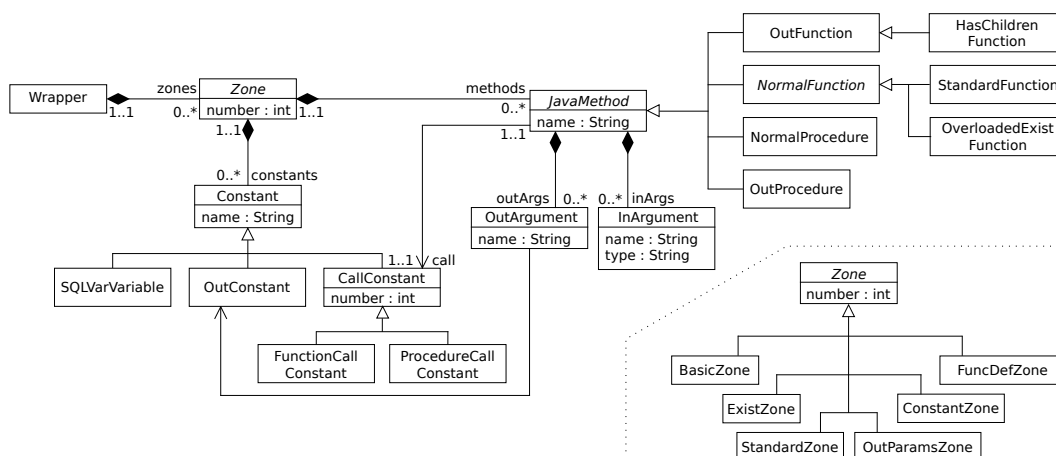 OutFunction
HasChildren
Function
Wrapper
zones
1..1
0..*
Zone
number : int
1..1
1..1
methods
0..*
1..1
JavaMethod
name : String
NormalFunction
StandardFunction
NormalProcedure
OverloadedExist
Function
OutProcedure
0..*
constants
Constant
name : String
outArgs
0..*
OutArgument
name : String
0..*
inArgs
InArgument
name : String
type : String
SQLVarVariable
OutConstant
1..1
call
CallConstant
number : int
FunctionCall
Constant
ProcedureCall
Constant
Zone
number : int
BasicZone
FuncDefZone
ExistZone
ConstantZone
StandardZone
OutParamsZone